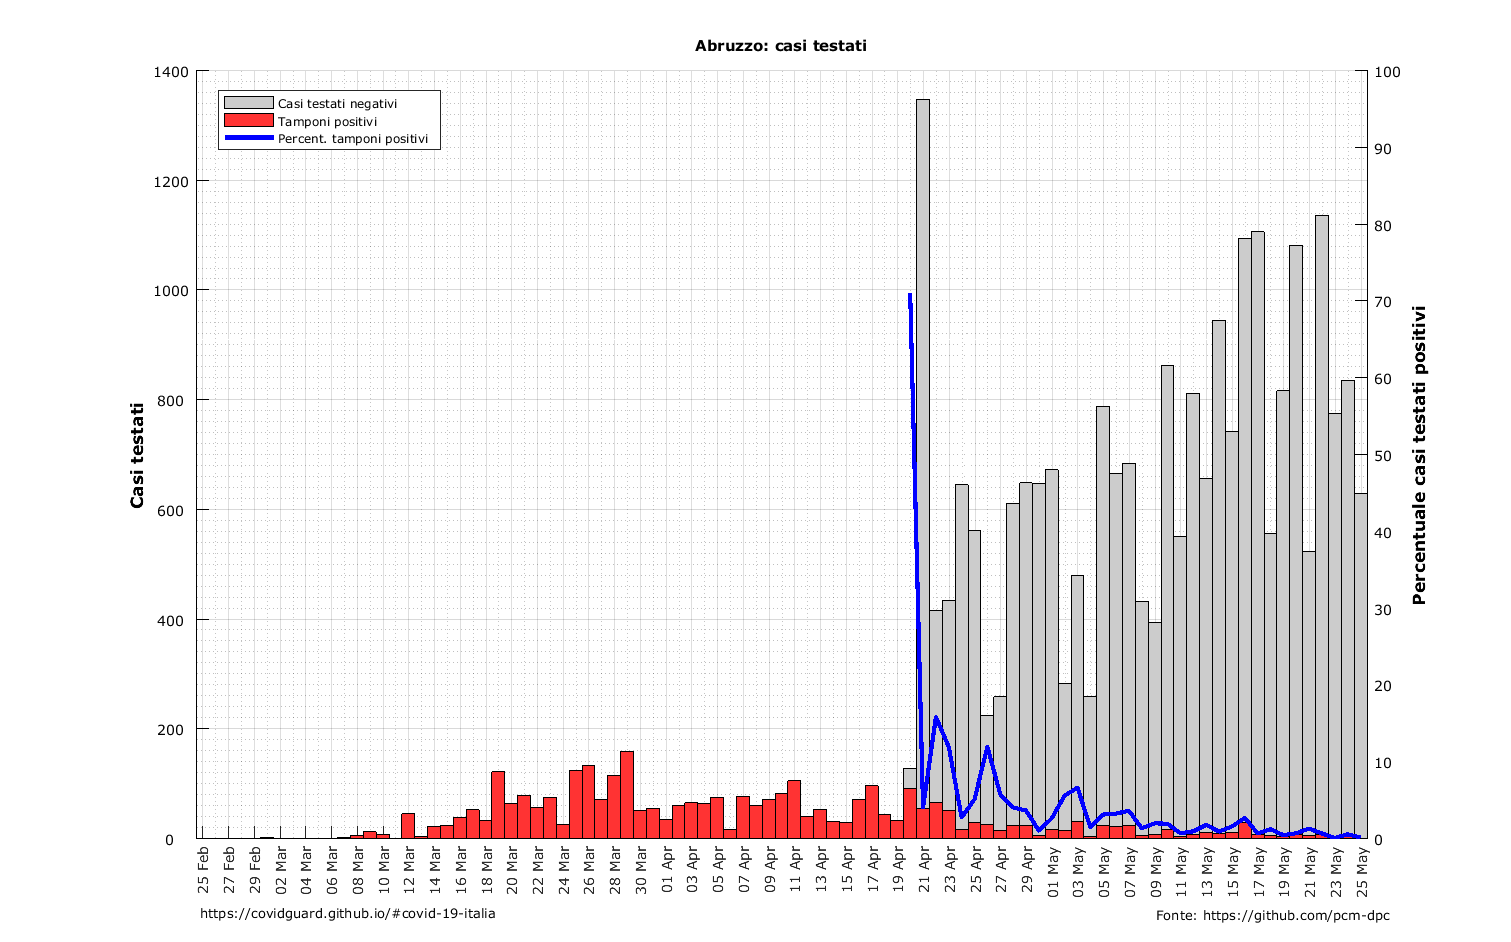 Abruzzo: casi testati
1400
1200
1000
800
600
400
200
0
Casi testati
Casi testati negativi
Tamponi positivi
Percent. tamponi positivi
100
90
80
70
60
50
40
30
20
10
0
Percentuale casi testati positivi
25 Feb
27 Feb
29 Feb
02 Mar
04 Mar
06 Mar
08 Mar
10 Mar
12 Mar
14 Mar
16 Mar
18 Mar
20 Mar
22 Mar
24 Mar
26 Mar
28 Mar
30 Mar
01 Apr
03 Apr
05 Apr
07 Apr
09 Apr
11 Apr
13 Apr
15 Apr
17 Apr
19 Apr
21 Apr
23 Apr
25 Apr
27 Apr
29 Apr
01 May
03 May
05 May
07 May
09 May
11 May
13 May
15 May
17 May
19 May
21 May
23 May
25 May
https://covidguard.github.io/#covid-19-italia
Fonte: https://github.com/pcm-dpc